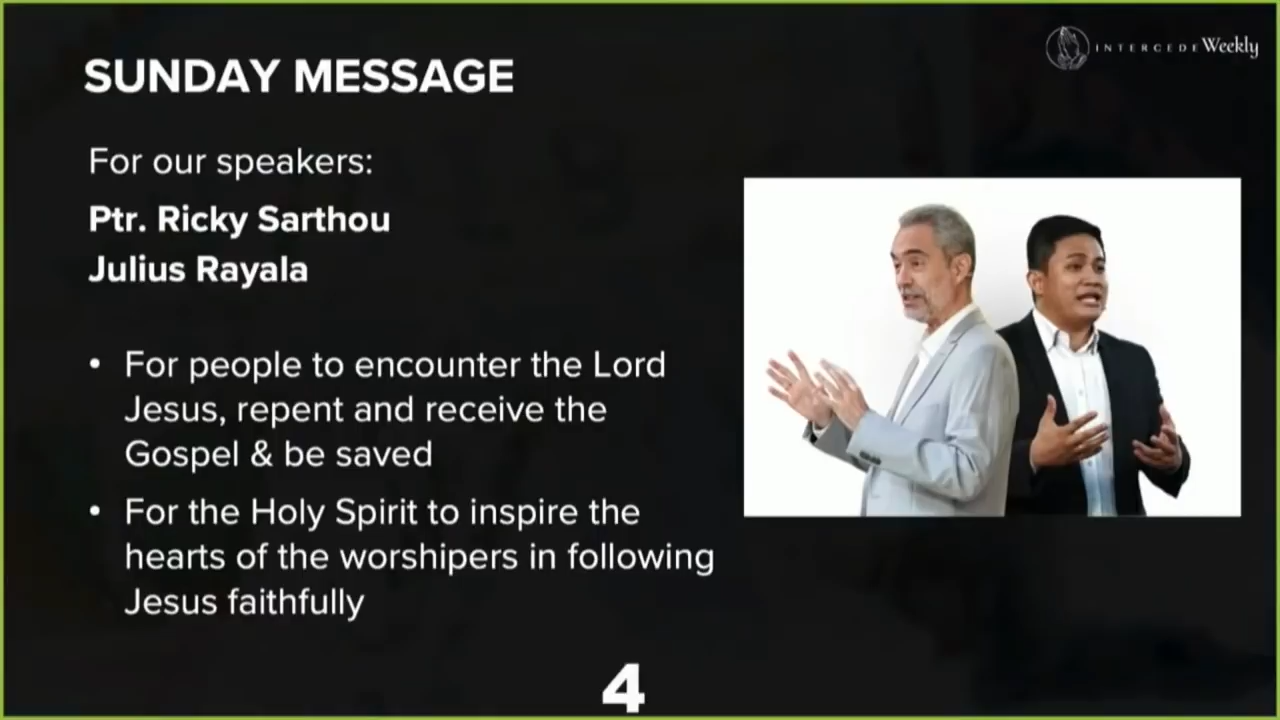 INTERCEDE Weekly
SUNDAY MESSAGE
For our speakers:
Ptr. Ricky Sarthou
Julius Rayala
• For people to encounter the Lord
Jesus, repent and receive the
Gospel & be saved
• For the Holy Spirit to inspire the
hearts of the worshipers in following
Jesus faithfully
4